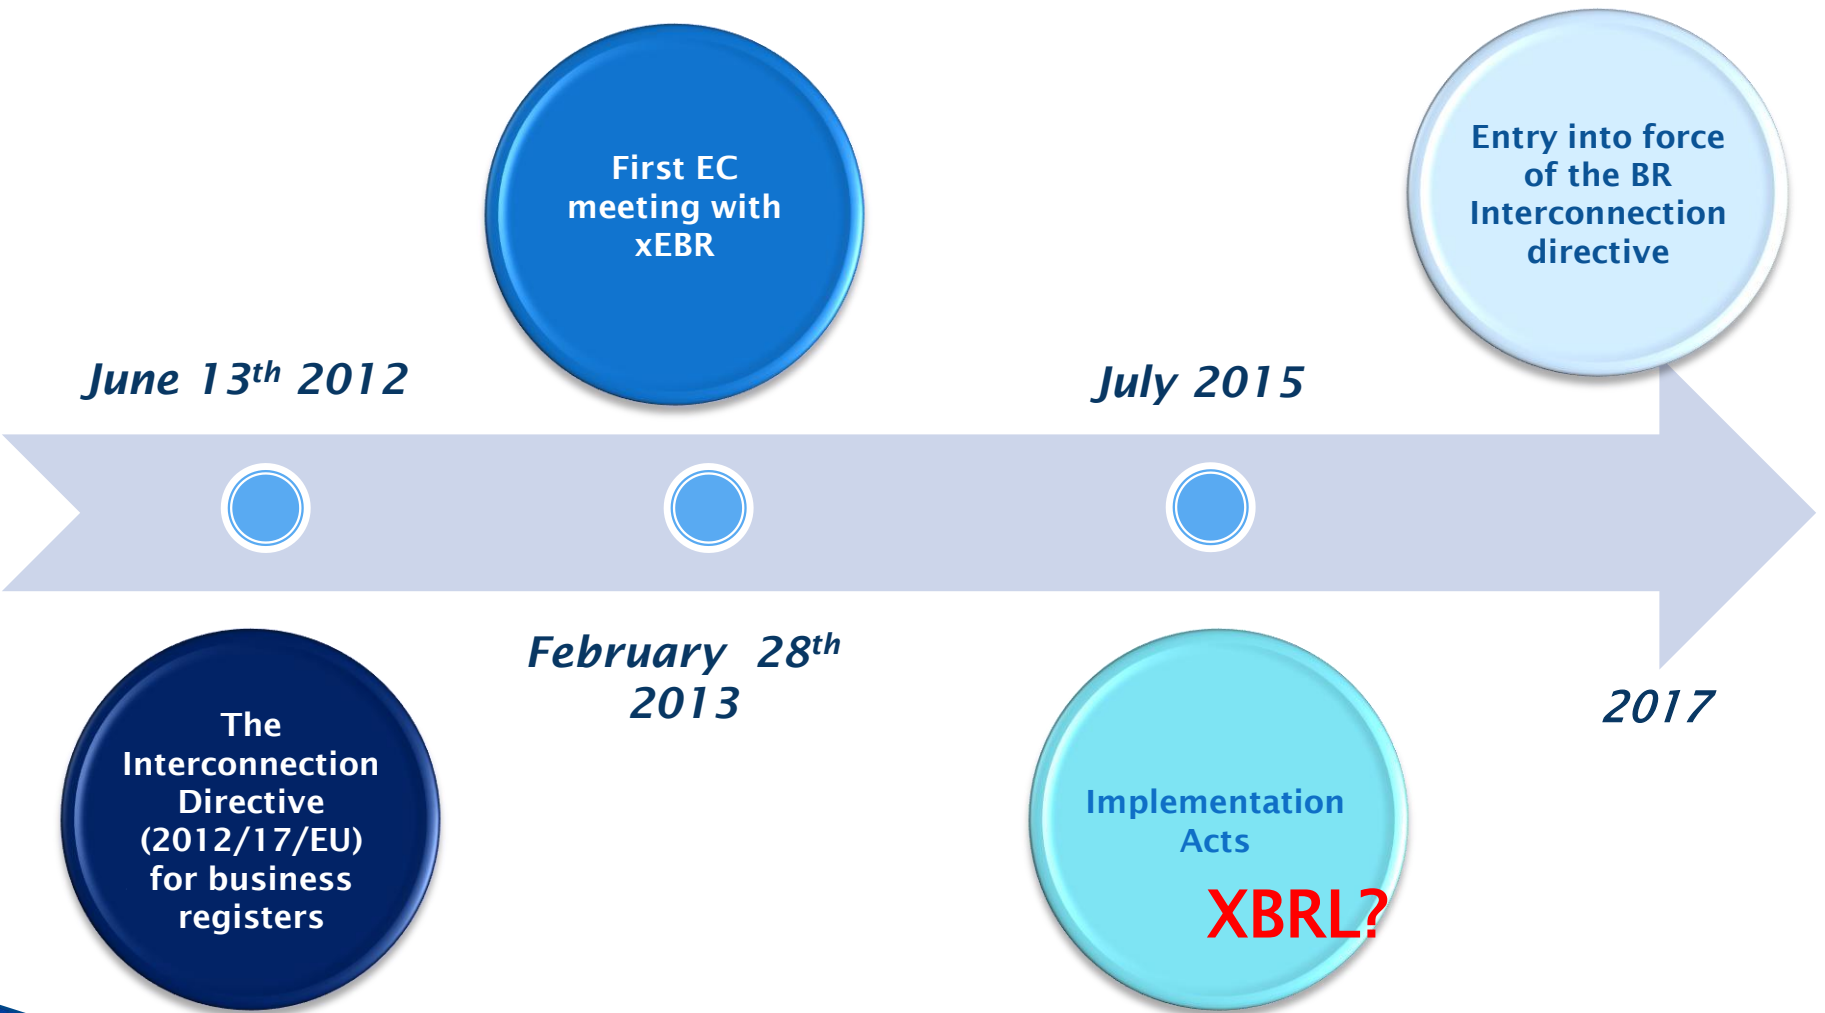 First EC
meeting with
xEBR
Entry into force
of the BR
Interconnection
directive
June 13th 2012
July 2015
February 28th
2013
2017
The
Interconnection
Directive
(2012/17/EU)
for business
registers
Implementation
Acts
XBRL?